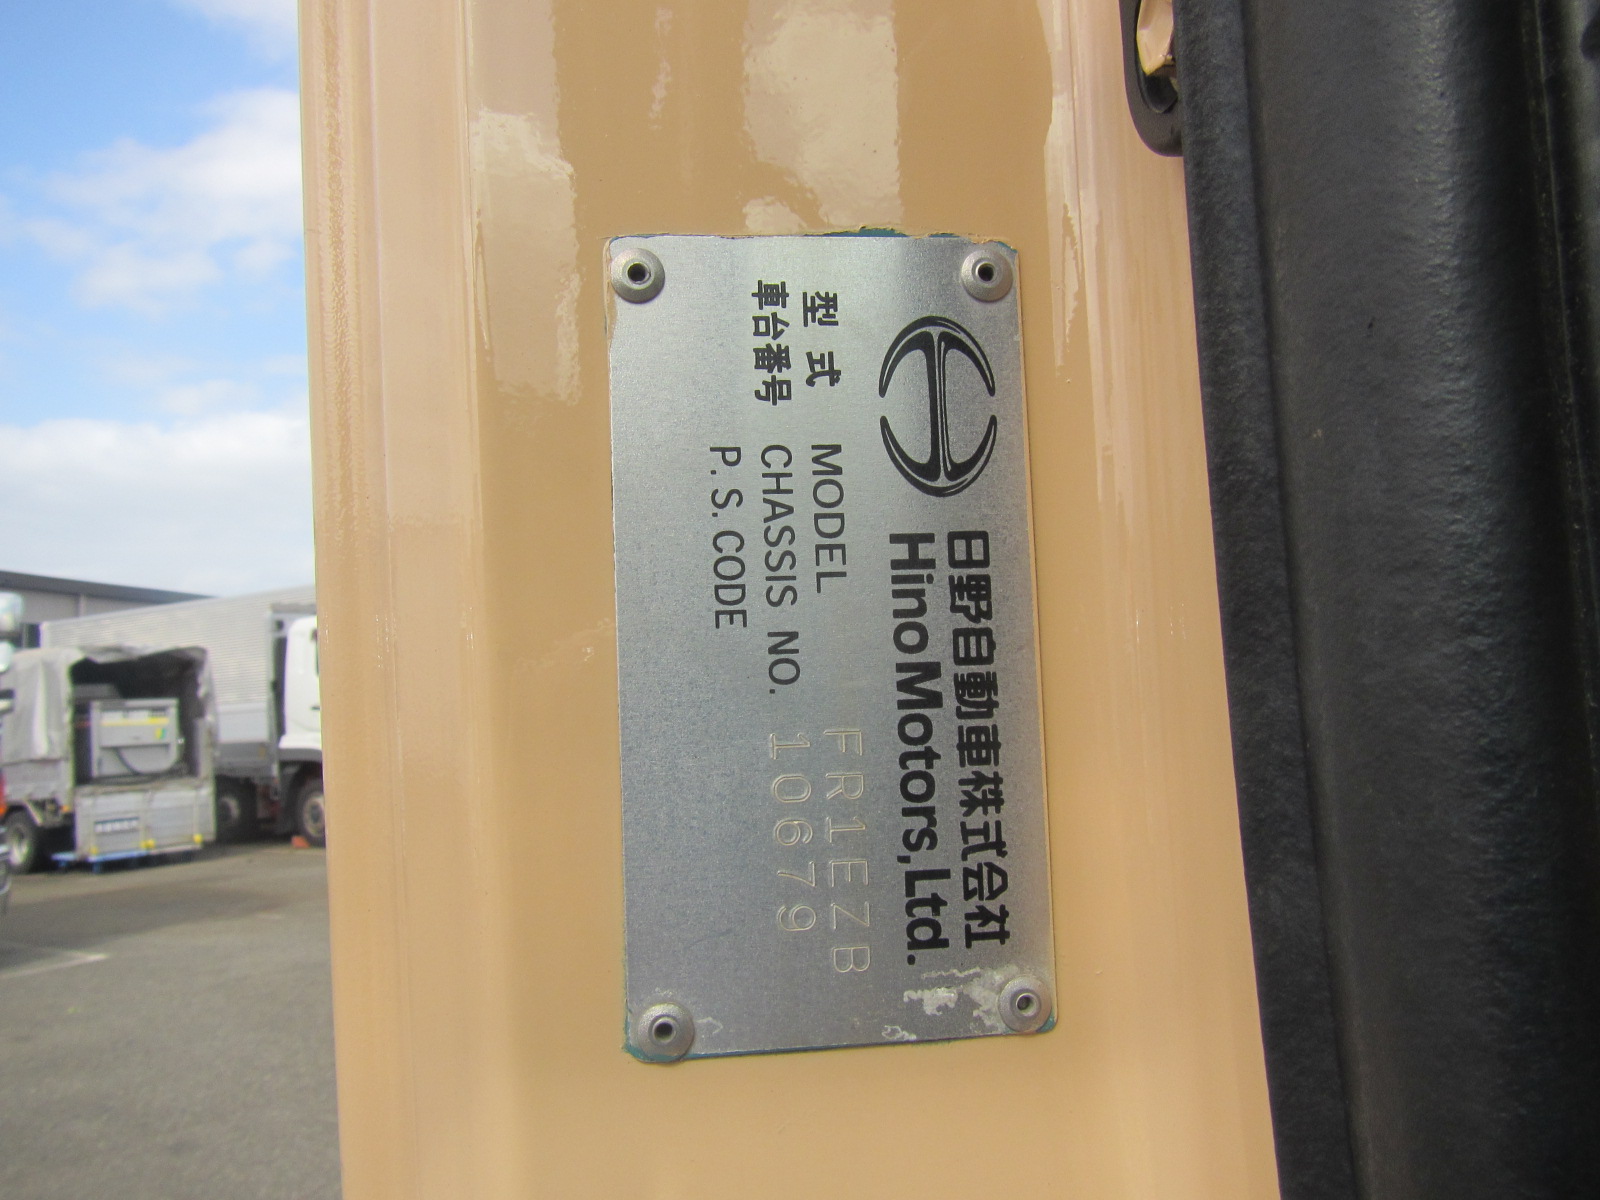 日野自動車株式会社
Hino Motors, Ltd.
型式 MODEL FR1EZB
車台番号 CHASSIS NO. 10679
P.S.CODE